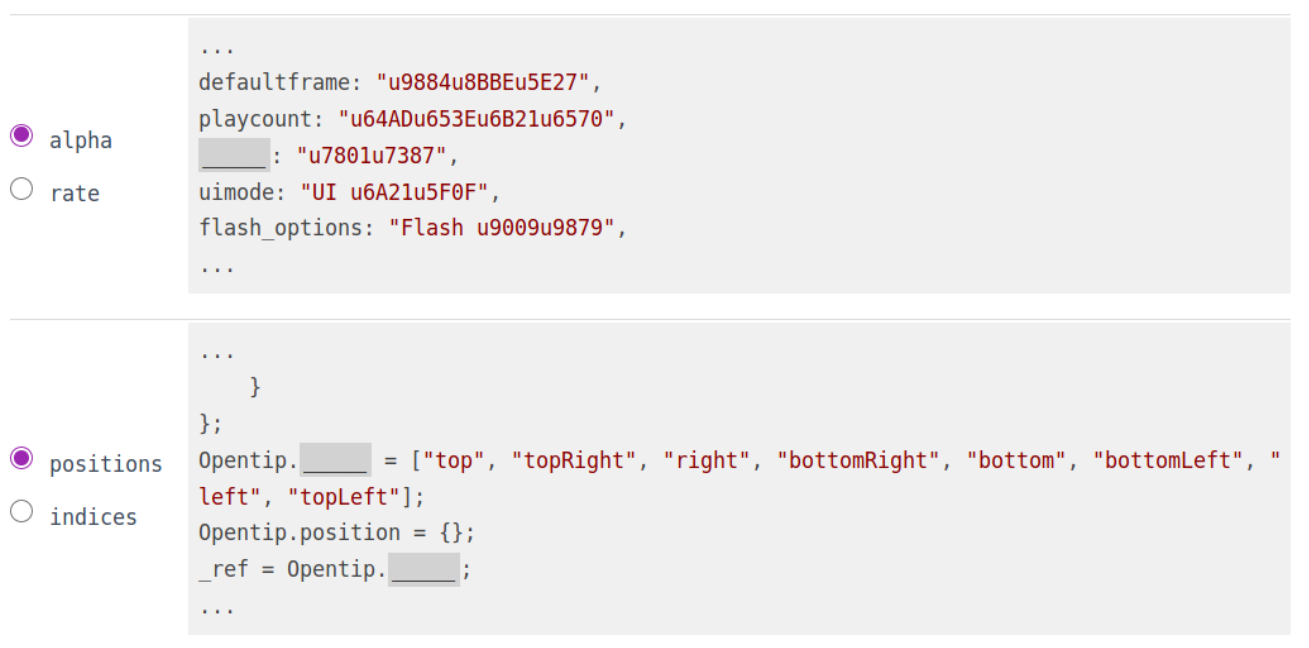 ...
defaultframe: "u9884u8BBEu5E27",
playcount: "u64ADu653Eu6B21u6570",
alpha
_____: "u7801u7387",
rate
uimode: "UI u6A21u5F0F",
flash_options: "Flash u9009u9879",
...
...
}
};
positions
Opentip._____ = ["top", "topRight", "right", "bottomRight", "bottom", "bottomLeft", "
left", "topLeft"];
indices
Opentip.position = {};
_ref = Opentip._____;
...